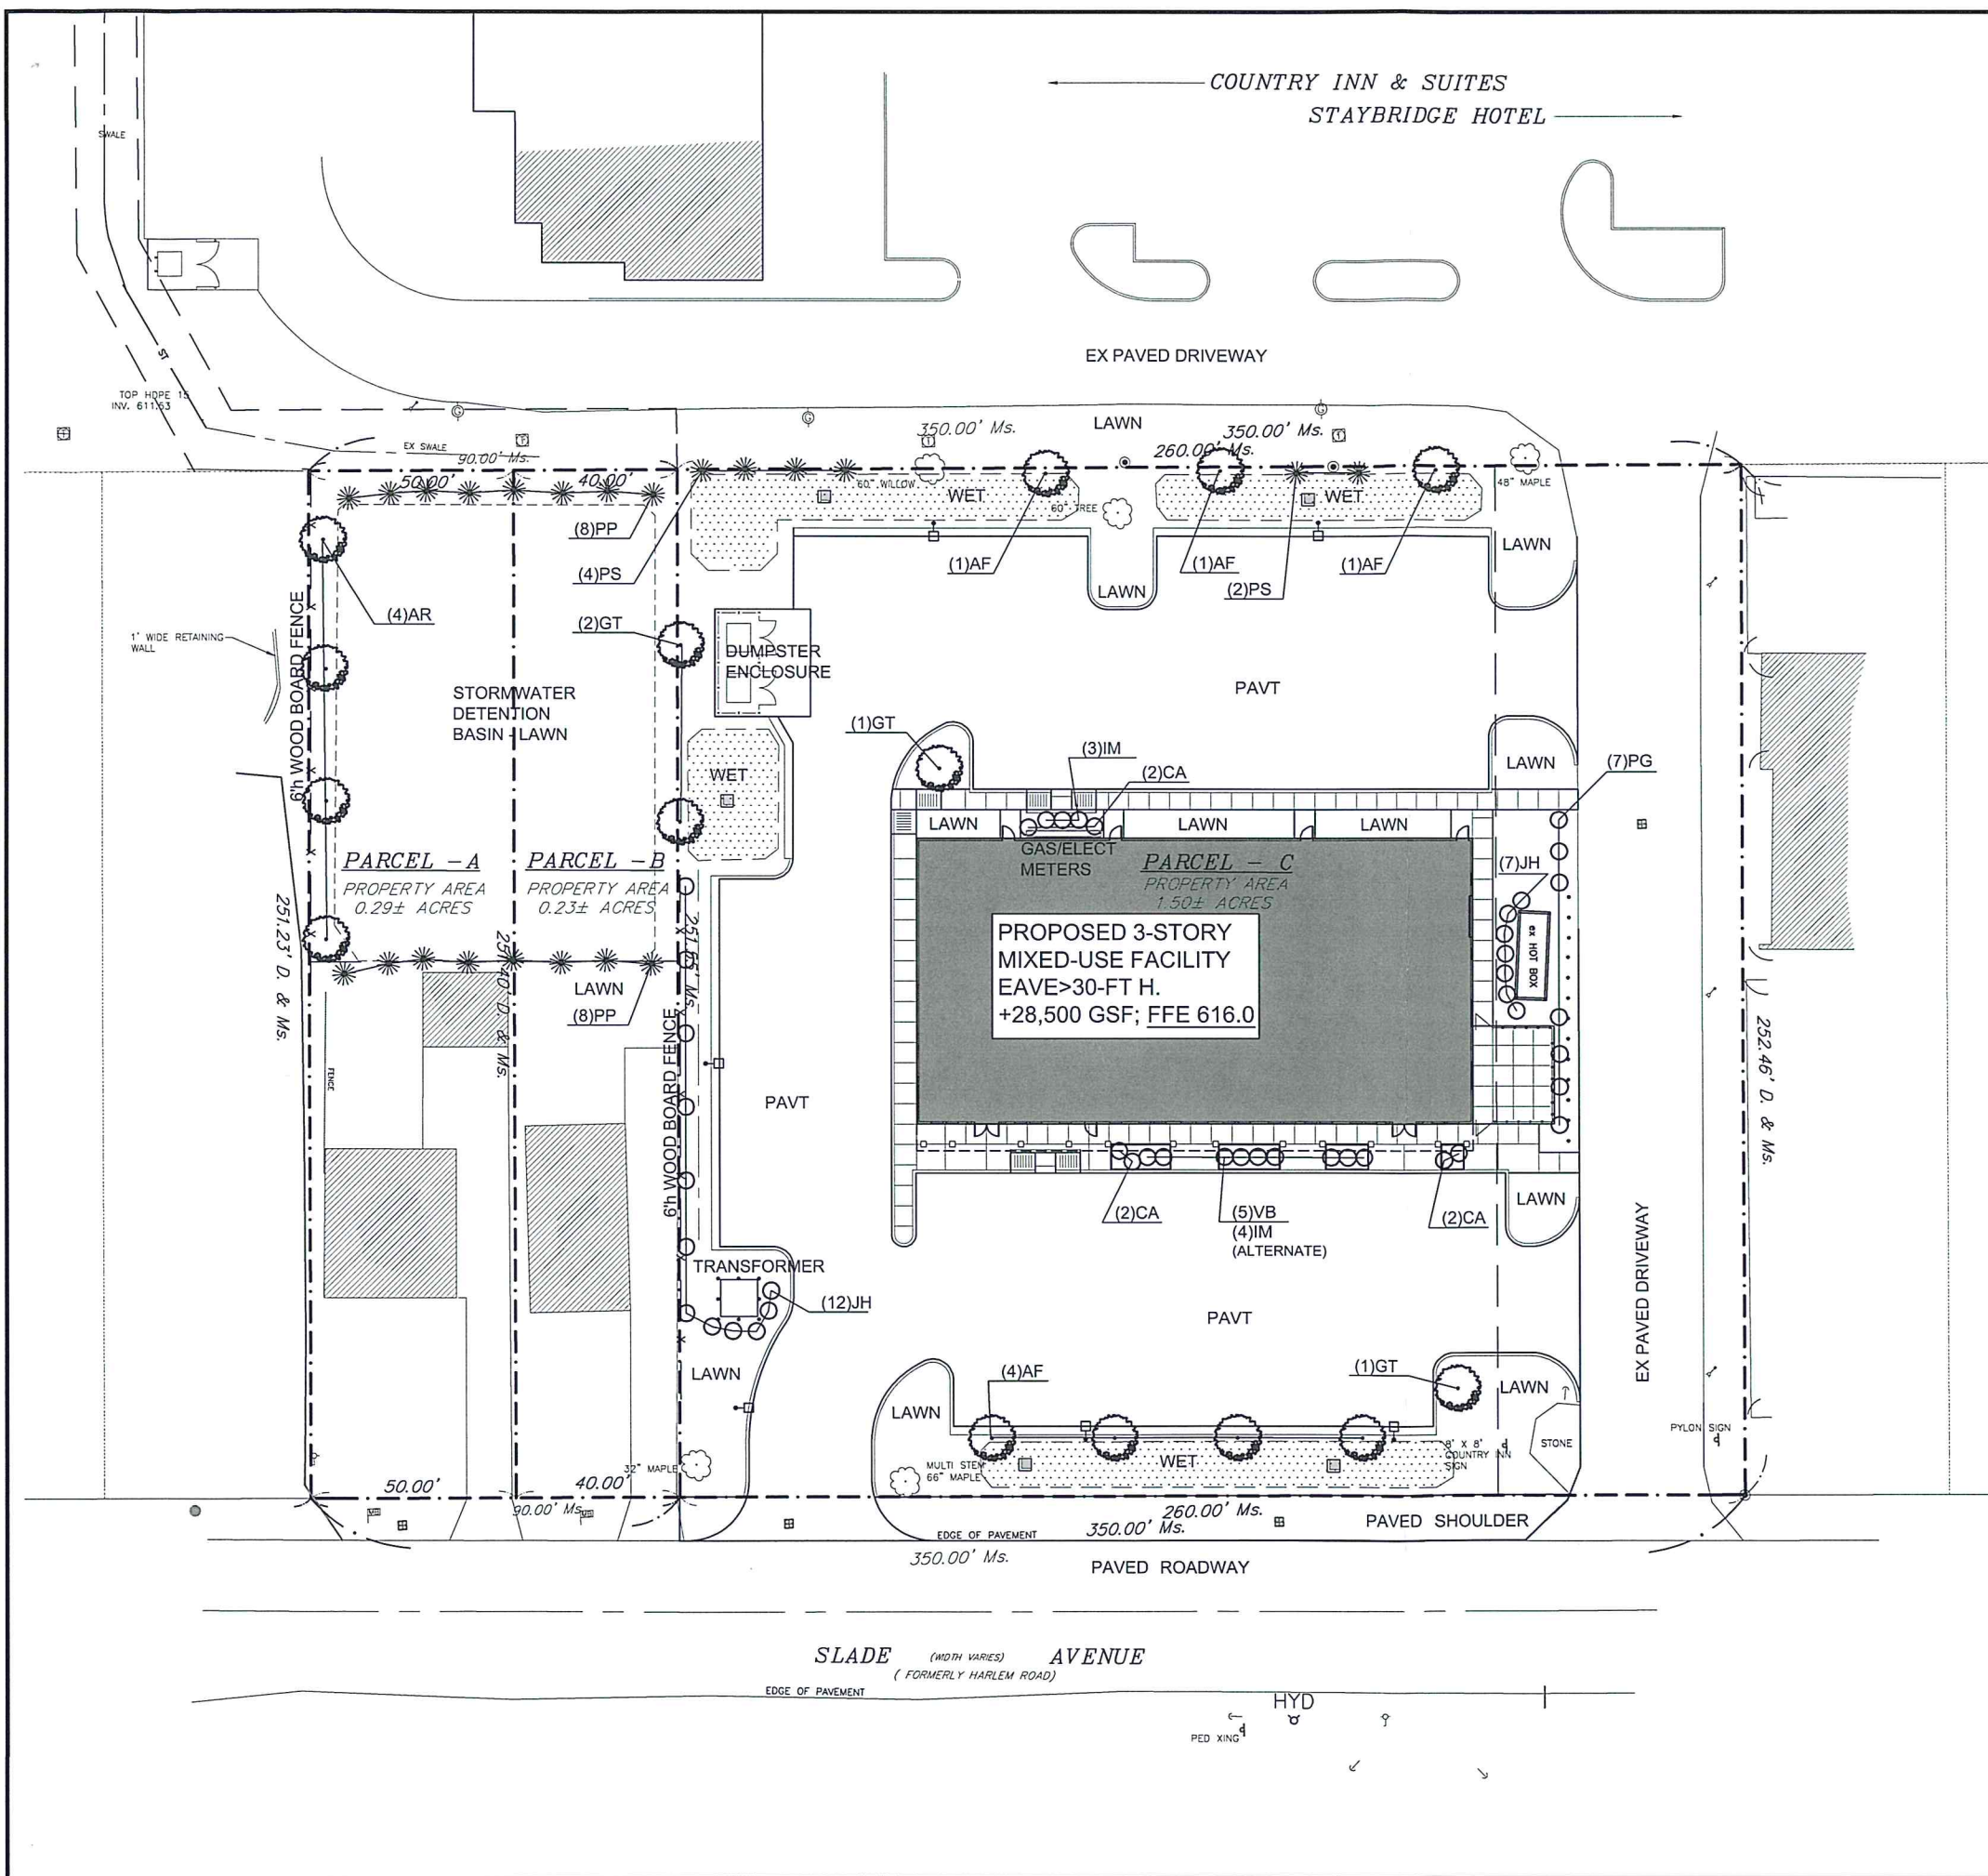 COUNTRY INN & SUITES
STAYBRIDGE HOTEL
SWALE
ST
TOP HDPE 15
INV. 611.53
EX PAVED DRIVEWAY
EX SWALE
90.00' Ms.
50.00'
40.00'
350.00' Ms.
LAWN
350.00' Ms.
260.00' Ms.
60" WILLOW
WET
60" TREE
WET
48" MAPLE
(8)PP
(4)PS
(1)AF
(1)AF
(2)PS
(1)AF
LAWN
LAWN
(4)AR
(2)GT
1' WIDE RETAINING
WALL
6'h WOOD BOARD FENCE
DUMPSTER
ENCLOSURE
STORMWATER
DETENTION
BASIN - LAWN
PAVT
(1)GT
(3)IM
(2)CA
WET
LAWN
(7)PG
LAWN
LAWN
LAWN
GAS/ELECT
METERS
PARCEL - A
PROPERTY AREA
0.29± ACRES
PARCEL - B
PROPERTY AREA
0.23± ACRES
PARCEL - C
PROPERTY AREA
1.50± ACRES
(7)JH
ex HOT BOX
251.23' D. & Ms.
251.40' D. & Ms.
251.65' Ms.
252.46' D. & Ms.
PROPOSED 3-STORY
MIXED-USE FACILITY
EAVE>30-FT H.
+28,500 GSF; FFE 616.0
LAWN
(8)PP
FENCE
6'h WOOD BOARD FENCE
PAVT
(2)CA
(5)VB
(4)IM
(ALTERNATE)
(2)CA
LAWN
EX PAVED DRIVEWAY
TRANSFORMER
(12)JH
PAVT
LAWN
(4)AF
(1)GT
LAWN
LAWN
STONE
PYLON SIGN
32" MAPLE
MULTI STEM
66" MAPLE
WET
8' X 8'
COUNTRY INN
SIGN
50.00'
40.00'
90.00' Ms.
260.00' Ms.
350.00' Ms.
PAVED SHOULDER
EDGE OF PAVEMENT
350.00' Ms.
PAVED ROADWAY
SLADE (WIDTH VARIES) AVENUE
( FORMERLY HARLEM ROAD)
EDGE OF PAVEMENT
HYD
PED XING